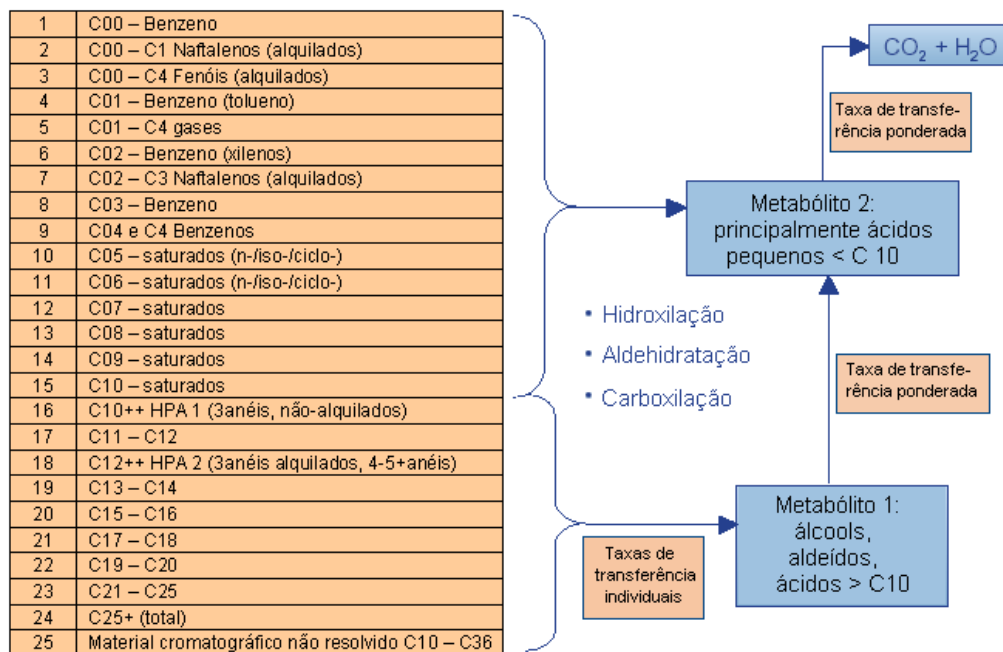 1 C00 – Benzeno
2 C00 – C1 Naftalenos (alquilados)
3 C00 – C4 Fenóis (alquilados)
4 C01 – Benzeno (tolueno)
5 C01 – C4 gases
6 C02 – Benzeno (xilenos)
7 C02 – C3 Naftalenos (alquilados)
8 C03 – Benzeno
9 C04 e C4 Benzenos
10 C05 – saturados (n-/iso-/ciclo-)
11 C06 – saturados (n-/iso-/ciclo-)
12 C07 – saturados
13 C08 – saturados
14 C09 – saturados
15 C10 – saturados
16 C10++ HPA 1 (3anéis, não-alquilados)
17 C11 – C12
18 C12++ HPA 2 (3anéis alquilados, 4-5+anéis)
19 C13 – C14
20 C15 – C16
21 C17 – C18
22 C19 – C20
23 C21 – C25
24 C25+ (total)
25 Material cromatográfico não resolvido C10 – C36
CO₂ + H₂O
Taxa de transfe-
rência ponderada
Metabólito 2:
principalmente ácidos
pequenos < C 10
• Hidroxilação
• Aldehidratação
• Carboxilação
Taxa de transfe-
rência ponderada
Metabólito 1:
álcools,
aldeídos,
ácidos > C10
Taxas de
transferência
individuais